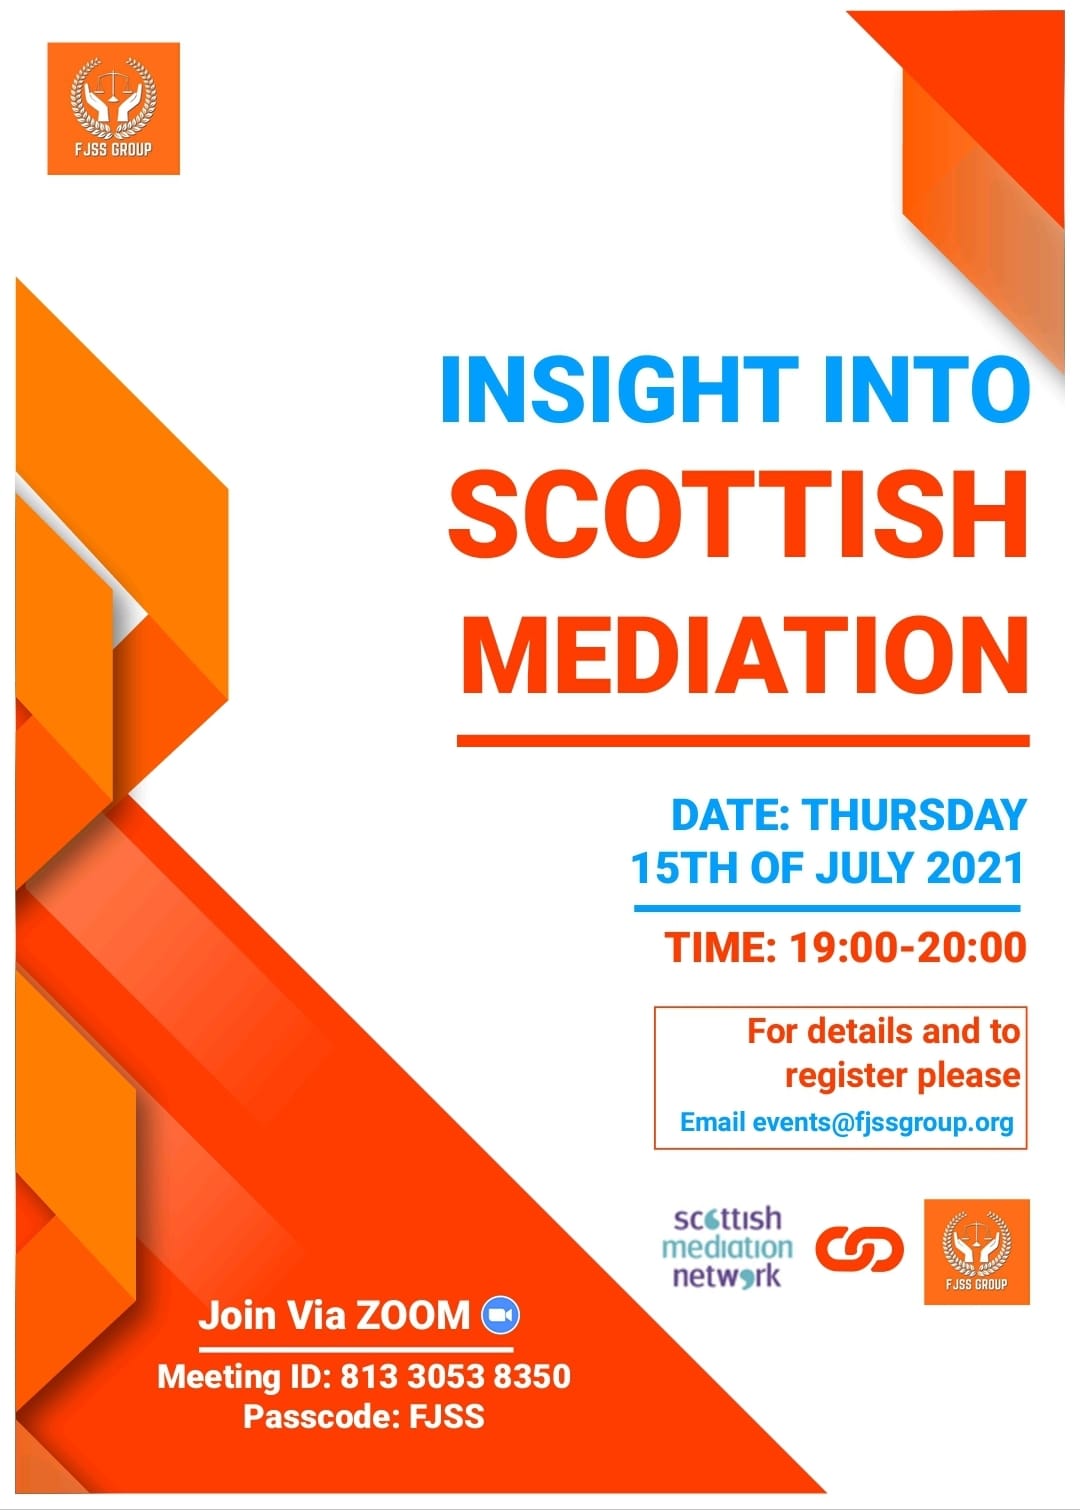 FJSS GROUP
INSIGHT INTO
SCOTTISH
MEDIATION
DATE: THURSDAY
15TH OF JULY 2021
TIME: 19:00-20:00
For details and to
register please
Email events@fjssgroup.org
scottish
mediation
network
FJSS GROUP
Join Via ZOOM
Meeting ID: 813 3053 8350
Passcode: FJSS